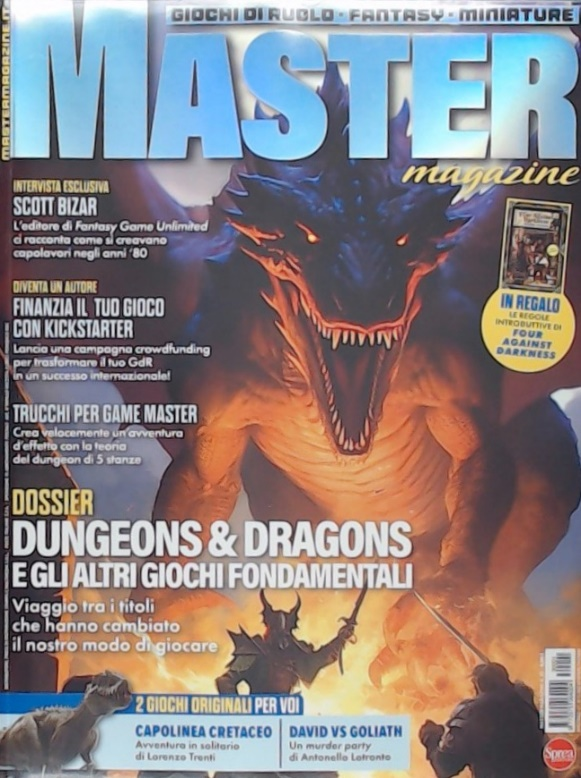 GIOCHI DI RUOLO - FANTASY - MINIATURE
MASTERMAGAZINE.IT
MASTER
magazine
INTERVISTA ESCLUSIVA
SCOTT BIZAR
L'editore di Fantasy Game Unlimited
ci racconta come si creavano
capolavori negli anni '80
DIVENTA UN AUTORE
FINANZIA IL TUO GIOCO
CON KICKSTARTER
Lancia una campagna crowdfunding
per trasformare il tuo GdR
in un successo internazionale!
TRUCCHI PER GAME MASTER
Crea velocemente un'avventura
d'effetto con la teoria
del dungeon di 5 stanze
IN REGALO
LE REGOLE
INTRODUTTIVE DI
FOUR
AGAINST
DARKNESS
DOSSIER
DUNGEONS & DRAGONS
E GLI ALTRI GIOCHI FONDAMENTALI
Viaggio tra i titoli
che hanno cambiato
il nostro modo di giocare
2 GIOCHI ORIGINALI PER VOI
CAPOLINEA CRETACEO
Avventura in solitario
di Lorenzo Trenti
DAVID VS GOLIATH
Un murder party
di Antonello Lotronto
Sprea